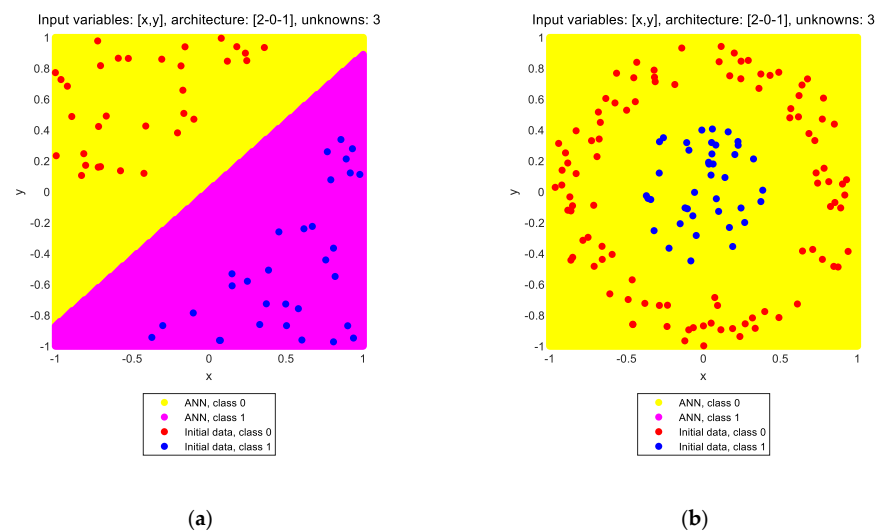 Input variables: [x,y], architecture: [2-0-1], unknowns: 3
1
0.8
0.6
0.4
0.2
0
-0.2
-0.4
-0.6
-0.8
-1
y
-1
-0.5
0
0.5
1
x
ANN, class 0
ANN, class 1
Initial data, class 0
Initial data, class 1
(a)
Input variables: [x,y], architecture: [2-0-1], unknowns: 3
1
0.8
0.6
0.4
0.2
0
-0.2
-0.4
-0.6
-0.8
-1
y
-1
-0.5
0
0.5
1
x
ANN, class 0
ANN, class 1
Initial data, class 0
Initial data, class 1
(b)